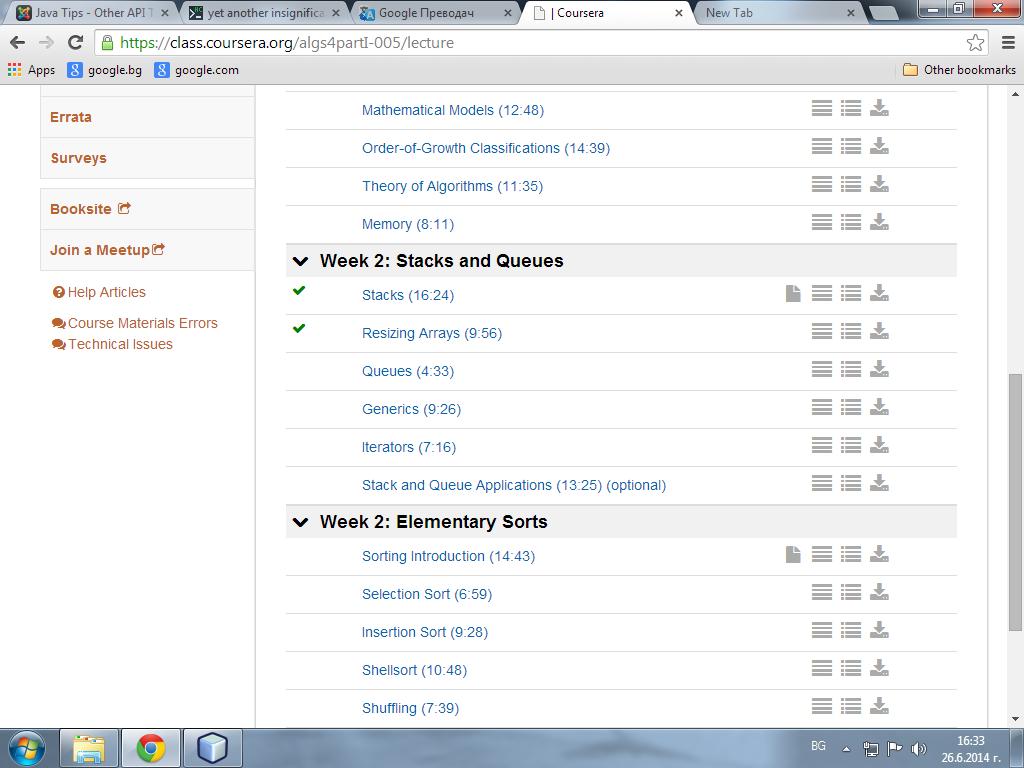 Java Tips - Other API T
yet another insignifica
Google Преводач
| Coursera
New Tab
https://class.coursera.org/algs4partI-005/lecture
Apps
google.bg
google.com
Other bookmarks
Errata
Surveys
Booksite
Join a Meetup
Help Articles
Course Materials Errors
Technical Issues
Mathematical Models (12:48)
Order-of-Growth Classifications (14:39)
Theory of Algorithms (11:35)
Memory (8:11)
Week 2: Stacks and Queues
Stacks (16:24)
Resizing Arrays (9:56)
Queues (4:33)
Generics (9:26)
Iterators (7:16)
Stack and Queue Applications (13:25) (optional)
Week 2: Elementary Sorts
Sorting Introduction (14:43)
Selection Sort (6:59)
Insertion Sort (9:28)
Shellsort (10:48)
Shuffling (7:39)
BG
16:33
26.6.2014 г.